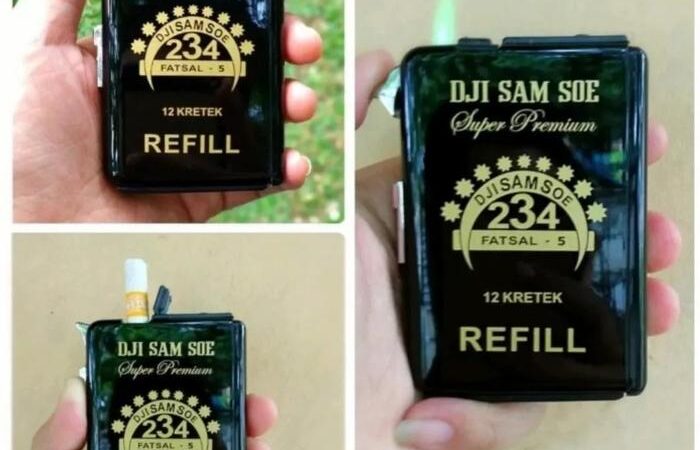 DJI SAM SOE
234
FATSAL - 5
12 KRETEK
REFILL
DJI SAM SOE
Super Premium
DJI SAM SOE
234
FATSAL - 5
12 KRETEK
REFILL
DJI SAM SOE
Super Premium
DJI SAM SOE
234
FATSAL - 5